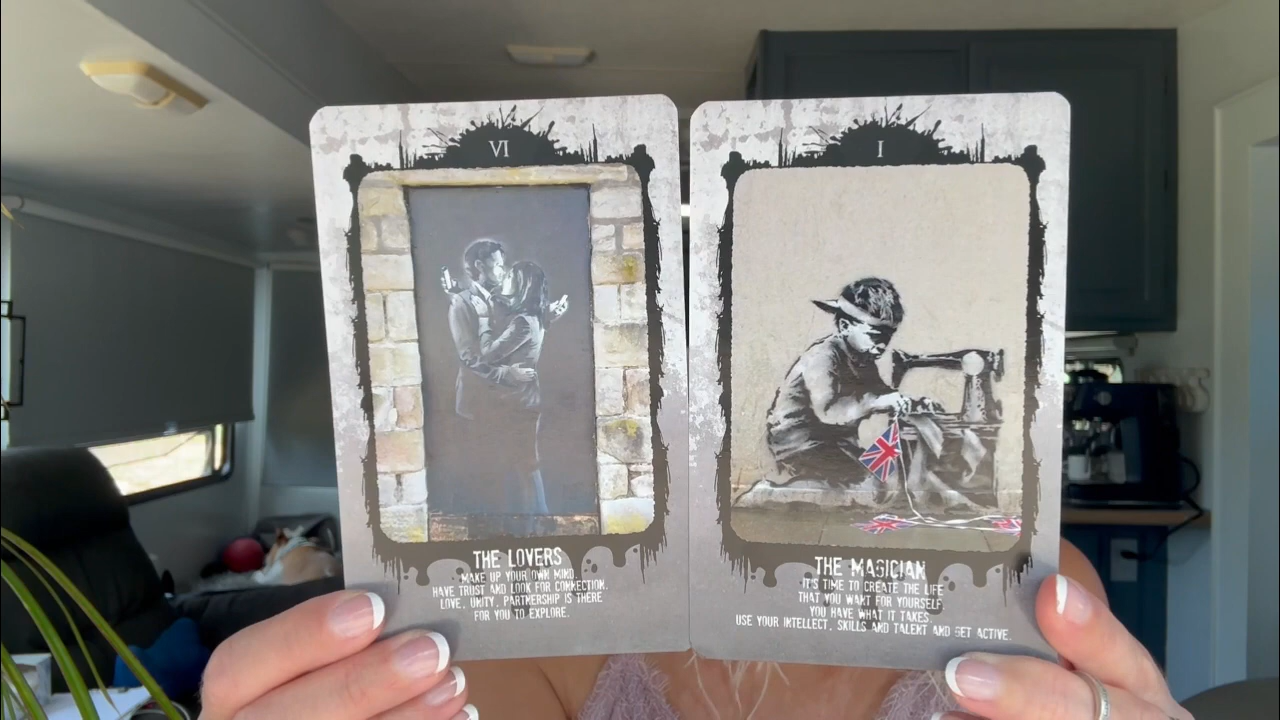 VI
THE LOVERS
MAKE UP YOUR OWN MIND.
HAVE TRUST AND LOOK FOR CONNECTION.
LOVE, UNITY, PARTNERSHIP IS THERE
FOR YOU TO EXPLORE.
I
THE MAGICIAN
IT'S TIME TO CREATE THE LIFE
THAT YOU WANT FOR YOURSELF.
YOU HAVE WHAT IT TAKES.
USE YOUR INTELLECT, SKILLS AND TALENT AND GET ACTIVE.